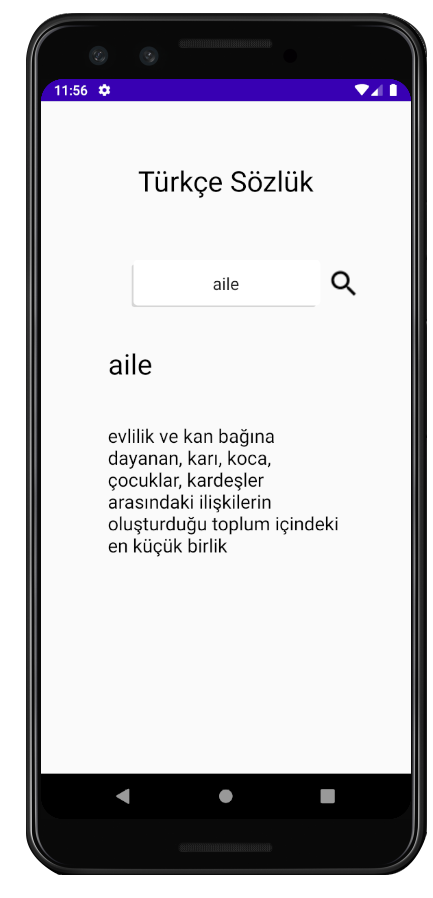 11:56
Türkçe Sözlük
aile
aile
evlilik ve kan bağına
dayanan, karı, koca,
çocuklar, kardeşler
arasındaki ilişkilerin
oluşturduğu toplum içindeki
en küçük birlik